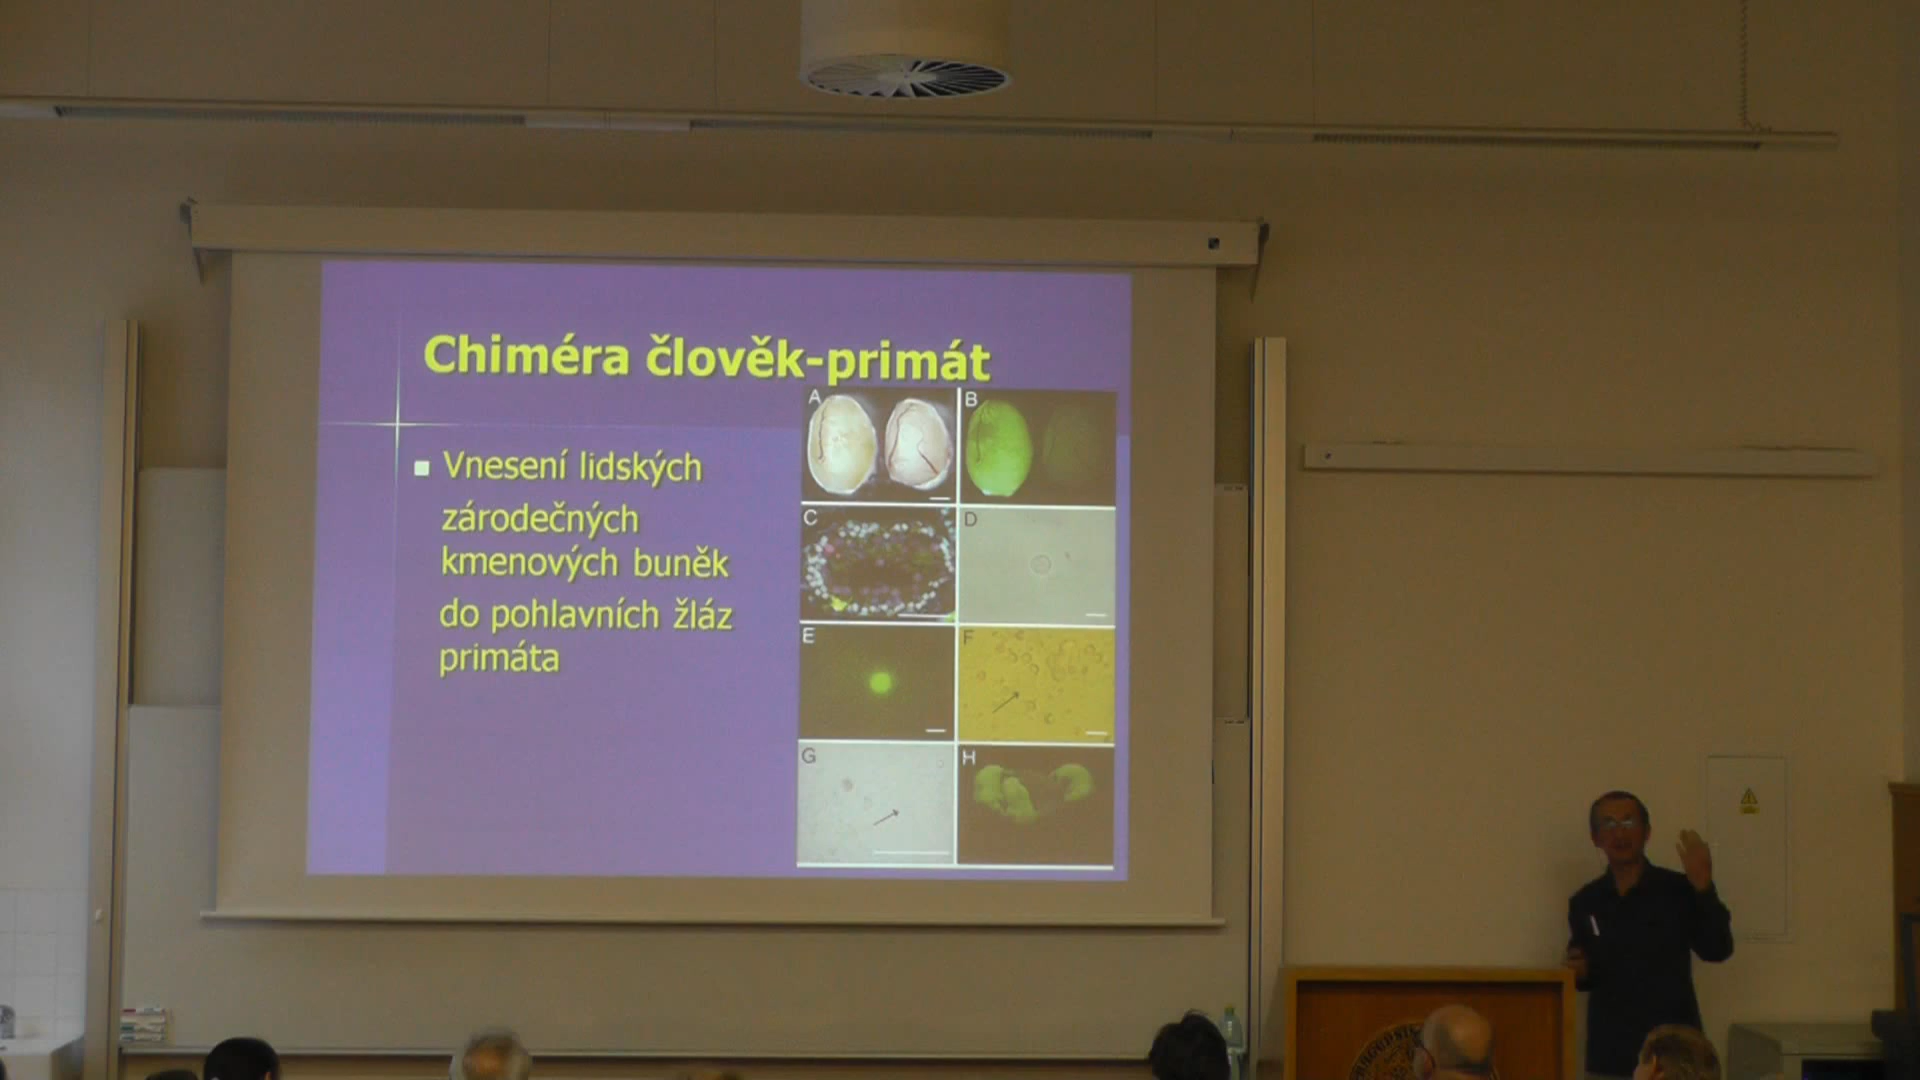 Chiméra člověk-primát
Vnesení lidských
zárodečných
kmenových buněk
do pohlavních žláz
primáta
A
B
C
D
E
F
G
H